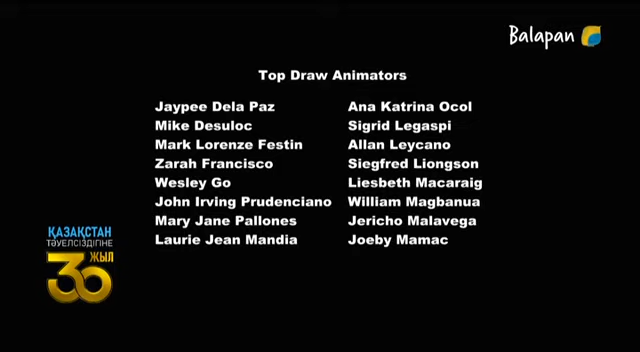 Balapan
Top Draw Animators
Jaypee Dela Paz
Mike Desuloc
Mark Lorenze Festin
Zarah Francisco
Wesley Go
John Irving Prudenciano
Mary Jane Pallones
Laurie Jean Mandia
Ana Katrina Ocol
Sigrid Legaspi
Allan Leycano
Siegfred Liongson
Liesbeth Macaraig
William Magbanua
Jericho Malavega
Joeby Mamac
ҚАЗАҚСТАН
ТӘУЕЛСІЗДІГІНЕ
30 ЖЫЛ